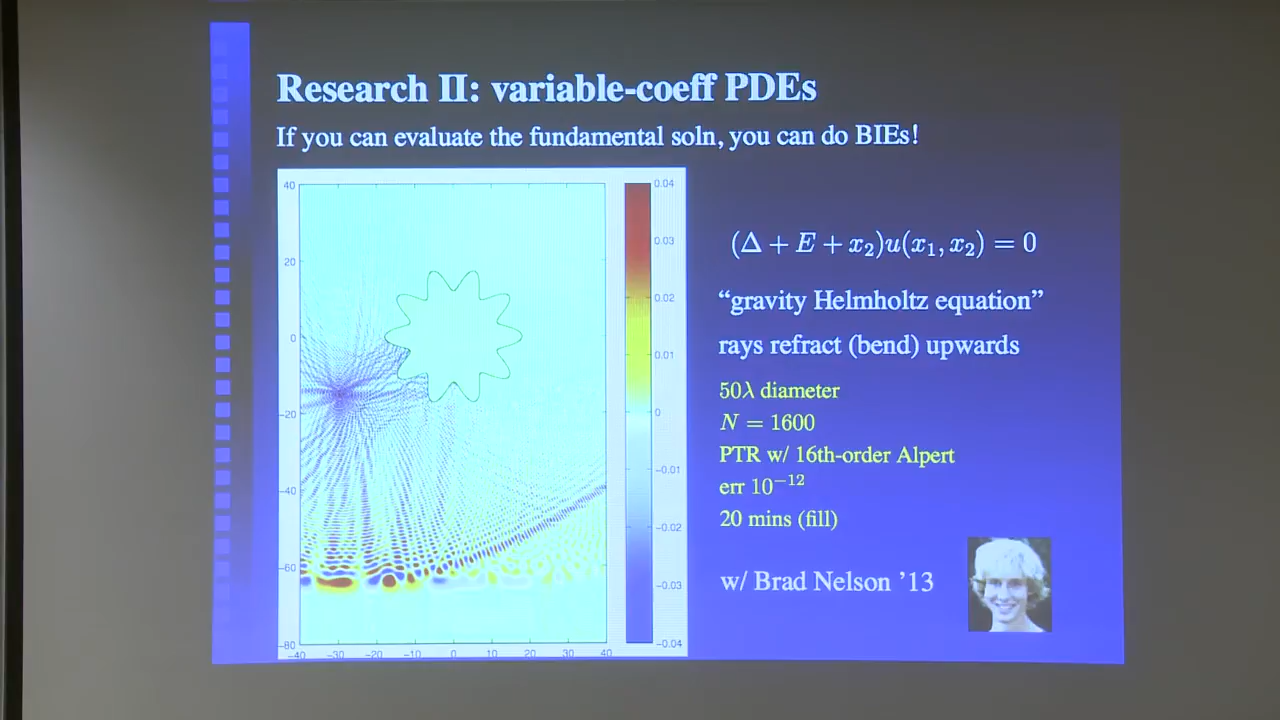 Research II: variable-coeff PDEs
If you can evaluate the fundamental soln, you can do BIEs!
40
20
0
−20
−40
−60
−80
−40
−30
−20
−10
0
10
20
30
40
0.04
0.03
0.02
0.01
0
−0.01
−0.02
−0.03
−0.04
(Δ + E + x₂)u(x₁, x₂) = 0
“gravity Helmholtz equation”
rays refract (bend) upwards
50λ diameter
N = 1600
PTR w/ 16th-order Alpert
err 10⁻¹²
20 mins (fill)
w/ Brad Nelson ’13